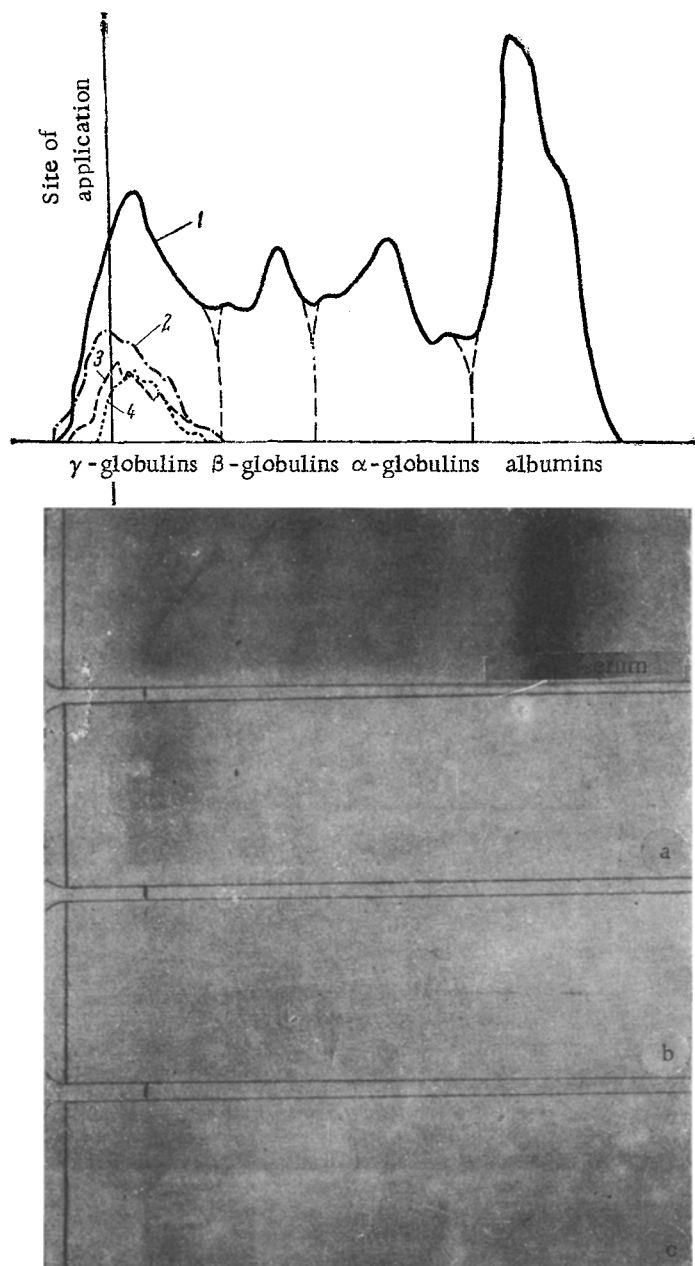 Site of
application
1
2
3
4
γ-globulins β-globulins α-globulins albumins
serum
a
b
c